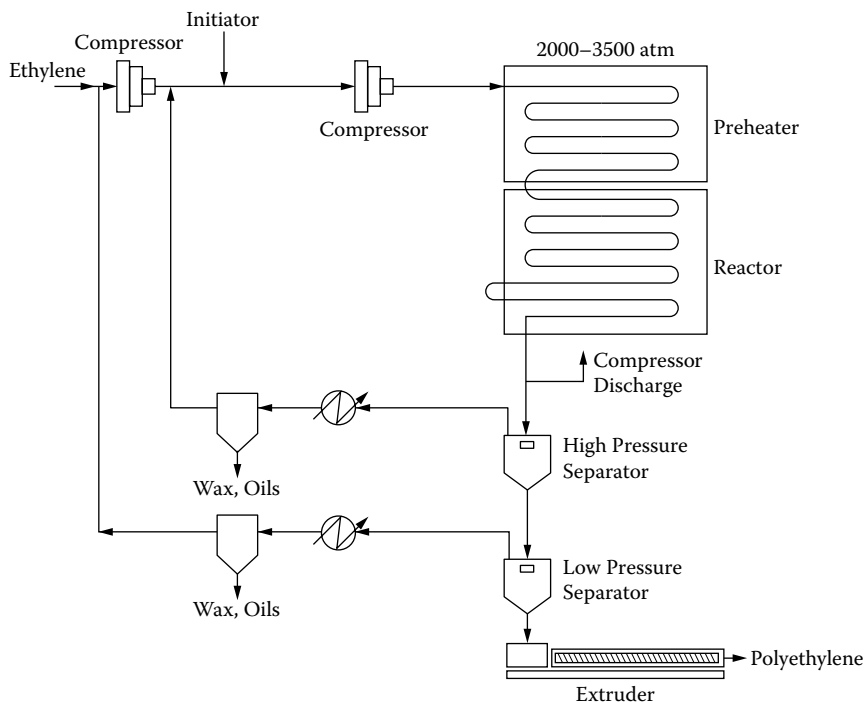 Initiator
Compressor
Ethylene
2000–3500 atm
Compressor
Preheater
Reactor
Compressor
Discharge
High Pressure
Separator
Wax, Oils
Low Pressure
Separator
Wax, Oils
Polyethylene
Extruder